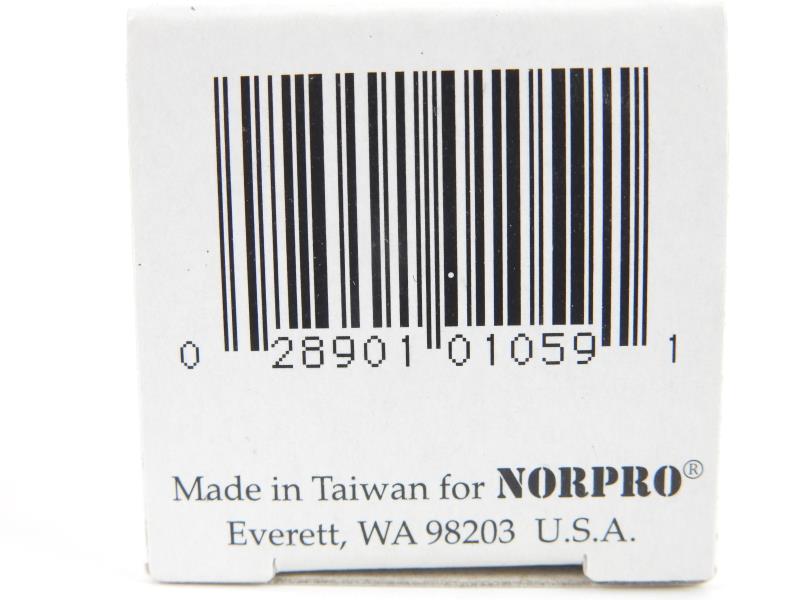 0 28901 01059 1
Made in Taiwan for NORPRO®
Everett, WA 98203 U.S.A.